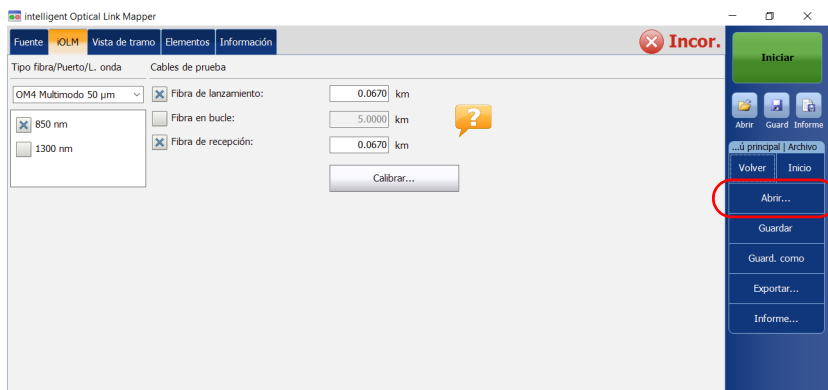 intelligent Optical Link Mapper
Fuente iOLM Vista de tramo Elementos Información
Incor.
Iniciar
Tipo fibra/Puerto/L. onda Cables de prueba
OM4 Multimodo 50 µm
Fibra de lanzamiento: 0.0670 km
850 nm
Fibra en bucle: 5.0000 km
1300 nm
Fibra de recepción: 0.0670 km
Calibrar...
?
Abrir Guard Informe
...ú principal | Archivo
Volver Inicio
Abrir...
Guardar
Guard. como
Exportar...
Informe...